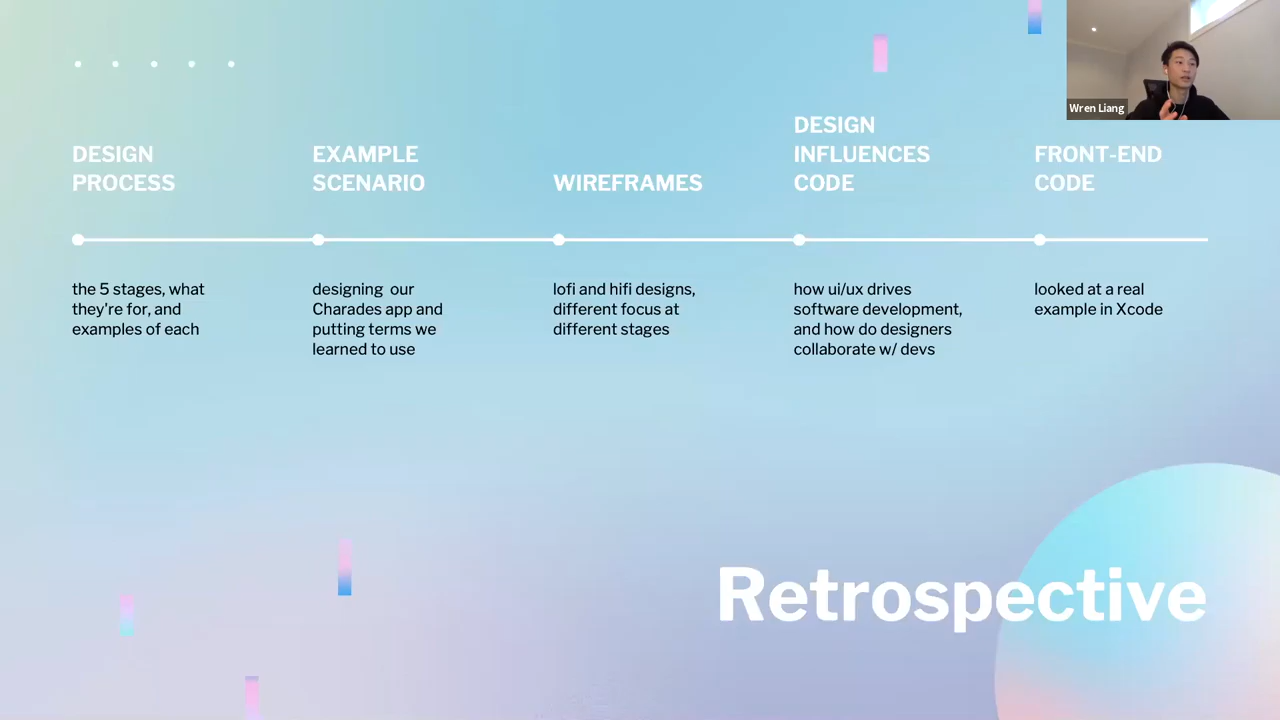 Wren Liang
DESIGN
PROCESS
the 5 stages, what
they're for, and
examples of each
EXAMPLE
SCENARIO
designing  our
Charades app and
putting terms we
learned to use
WIREFRAMES
lofi and hifi designs,
different focus at
different stages
DESIGN
INFLUENCES
CODE
how ui/ux drives
software development,
and how do designers
collaborate w/ devs
FRONT-END
CODE
looked at a real
example in Xcode
Retrospective